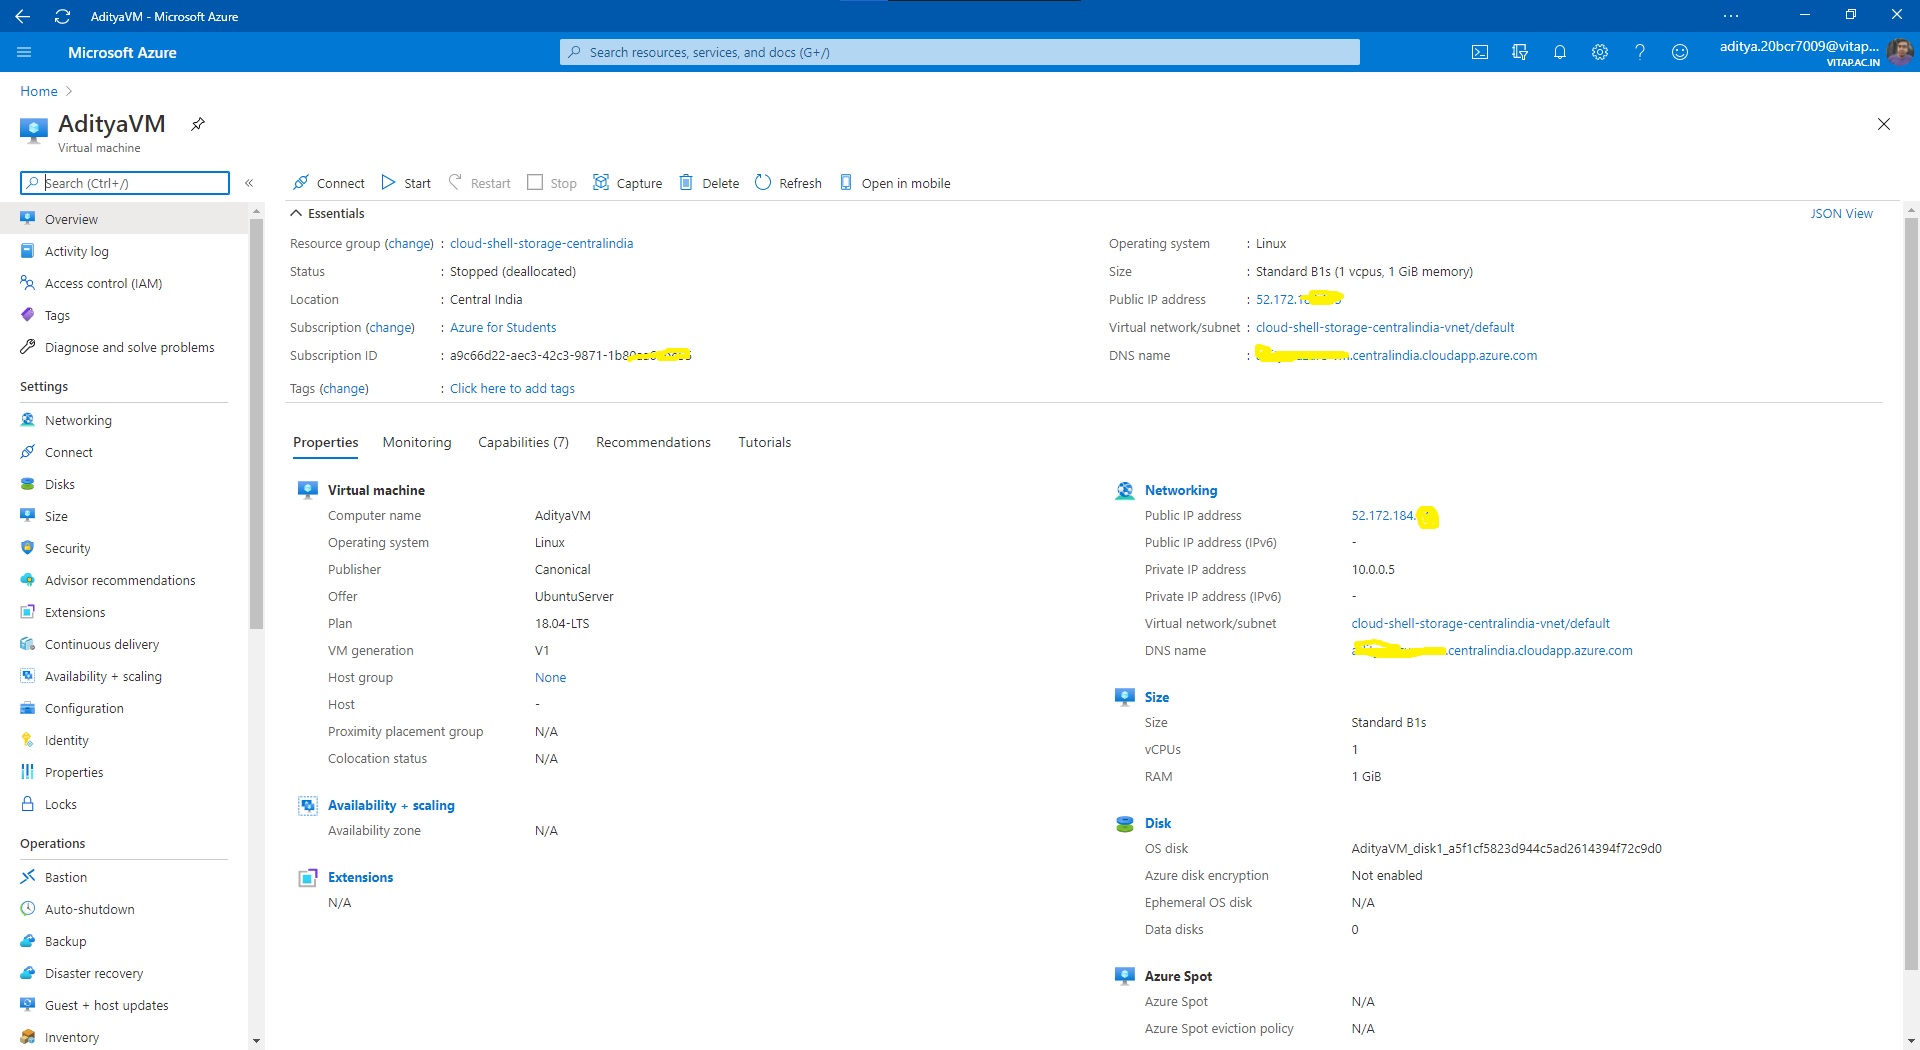 AdityaVM - Microsoft Azure
Microsoft Azure
Search resources, services, and docs (G+/)
aditya.20bcr7009@vitap...
VITAP.AC.IN
Home >
AdityaVM
Virtual machine
Search (Ctrl+/)
«
Connect
Start
Restart
Stop
Capture
Delete
Refresh
Open in mobile
Overview
Activity log
Access control (IAM)
Tags
Diagnose and solve problems
Settings
Networking
Connect
Disks
Size
Security
Advisor recommendations
Extensions
Continuous delivery
Availability + scaling
Configuration
Identity
Properties
Locks
Operations
Bastion
Auto-shutdown
Backup
Disaster recovery
Guest + host updates
Inventory
Essentials
JSON View
Resource group (change) : cloud-shell-storage-centralindia
Status : Stopped (deallocated)
Location : Central India
Subscription (change) : Azure for Students
Subscription ID : a9c66d22-aec3-42c3-9871-1b8
Tags (change) : Click here to add tags
Operating system : Linux
Size : Standard B1s (1 vcpus, 1 GiB memory)
Public IP address : 52.172.
Virtual network/subnet : cloud-shell-storage-centralindia-vnet/default
DNS name : .centralindia.cloudapp.azure.com
Properties
Monitoring
Capabilities (7)
Recommendations
Tutorials
Virtual machine
Computer name AdityaVM
Operating system Linux
Publisher Canonical
Offer UbuntuServer
Plan 18.04-LTS
VM generation V1
Host group None
Host -
Proximity placement group N/A
Colocation status N/A
Availability + scaling
Availability zone N/A
Extensions
N/A
Networking
Public IP address 52.172.184.
Public IP address (IPv6) -
Private IP address 10.0.0.5
Private IP address (IPv6) -
Virtual network/subnet cloud-shell-storage-centralindia-vnet/default
DNS name .centralindia.cloudapp.azure.com
Size
Size Standard B1s
vCPUs 1
RAM 1 GiB
Disk
OS disk AdityaVM_disk1_a5f1cf5823d944c5ad2614394f72c9d0
Azure disk encryption Not enabled
Ephemeral OS disk N/A
Data disks 0
Azure Spot
Azure Spot N/A
Azure Spot eviction policy N/A